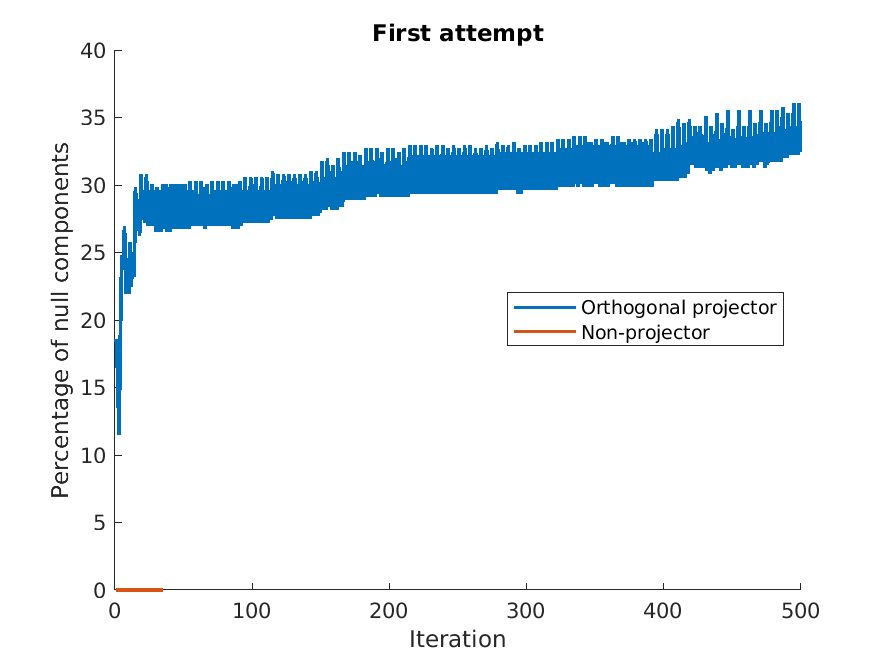 First attempt
Percentage of null components
40
35
30
25
20
15
10
5
0
Orthogonal projector
Non-projector
0 100 200 300 400 500
Iteration